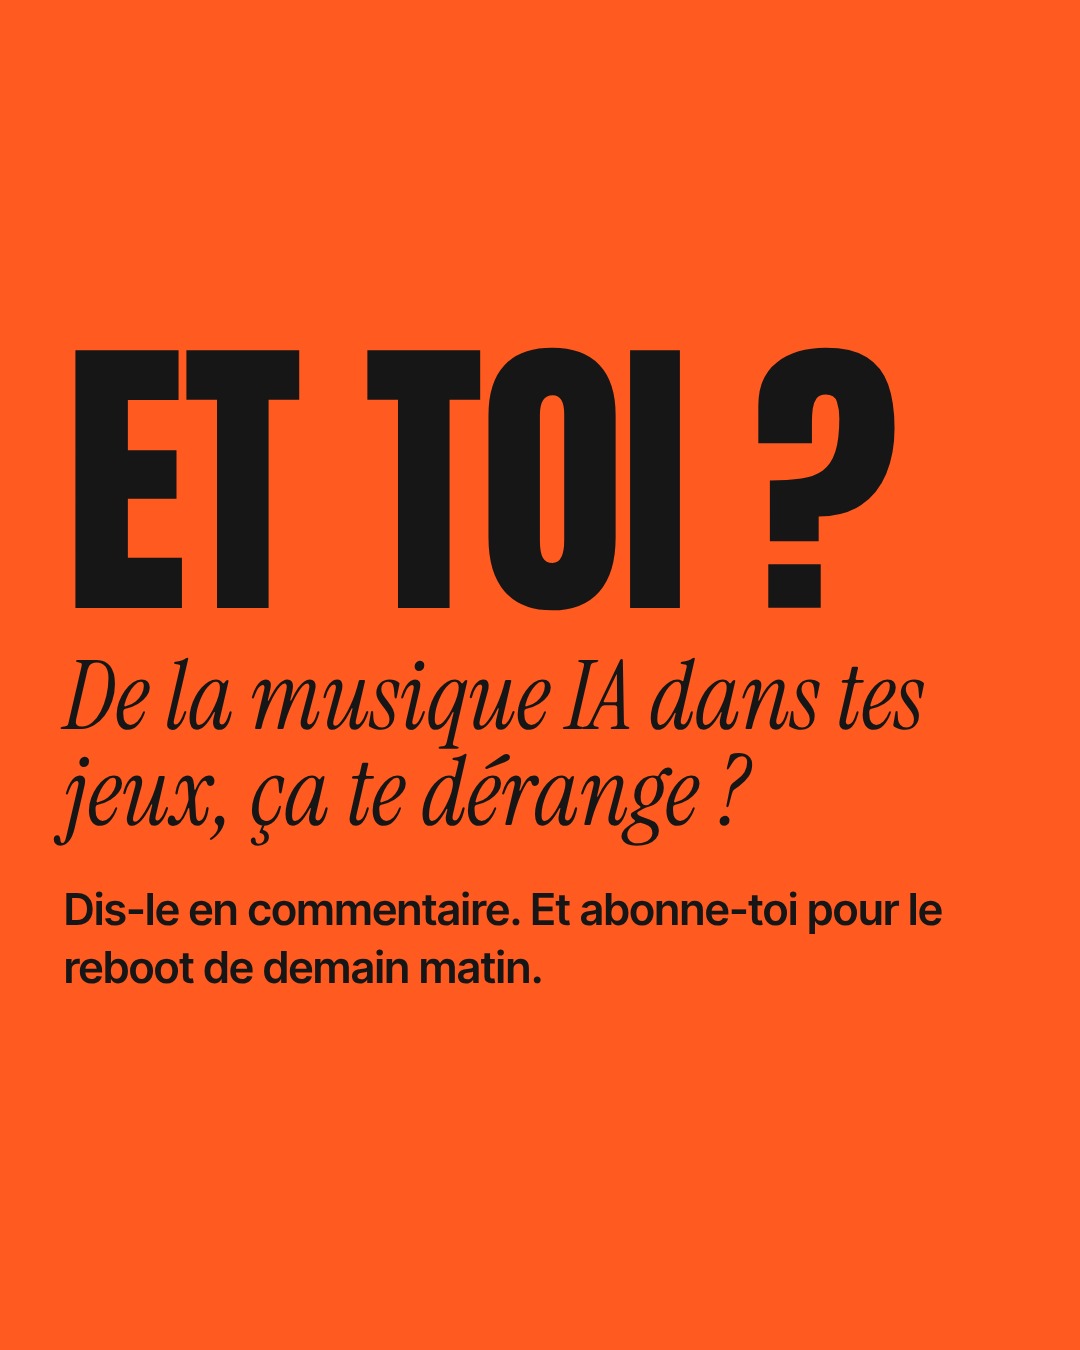 ET TOI ?
De la musique IA dans tes
jeux, ça te dérange ?
Dis-le en commentaire. Et abonne-toi pour le
reboot de demain matin.